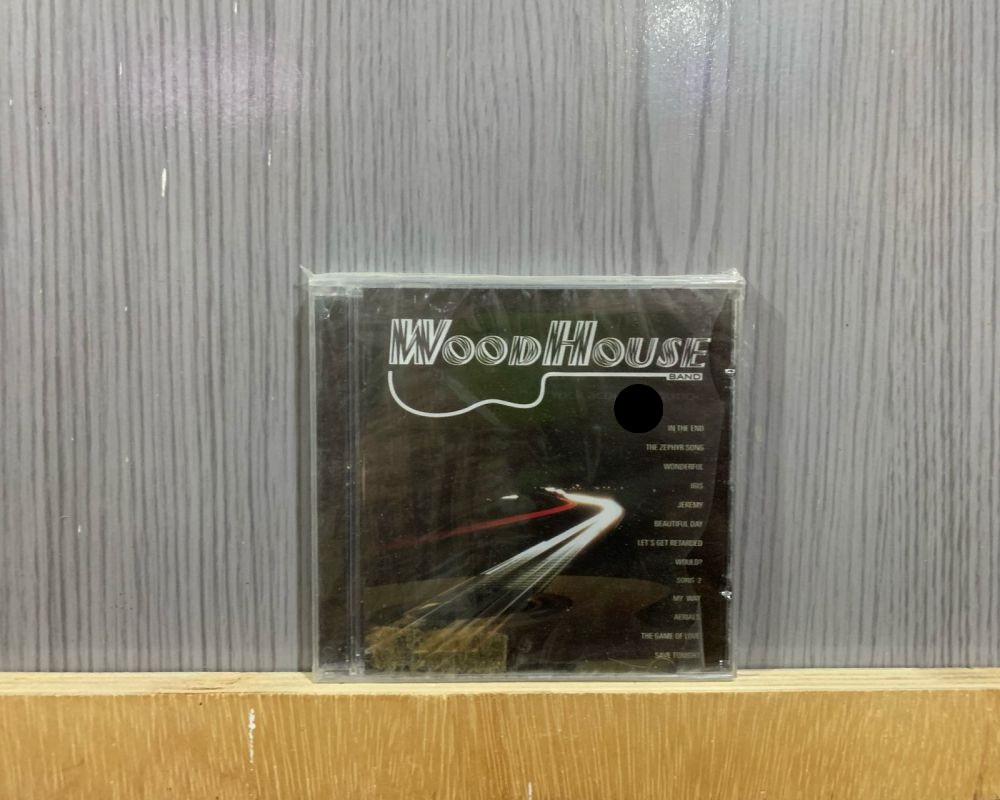 WOODHOUSE
BAND
IN THE END
THE ZEPHYR SONG
WONDERFUL
IRIS
JEREMY
BEAUTIFUL DAY
LET'S GET RETARDED
WOULD?
SONG 2
MY WAY
AERIALS
THE GAME OF LOVE
SAVE TONIGHT